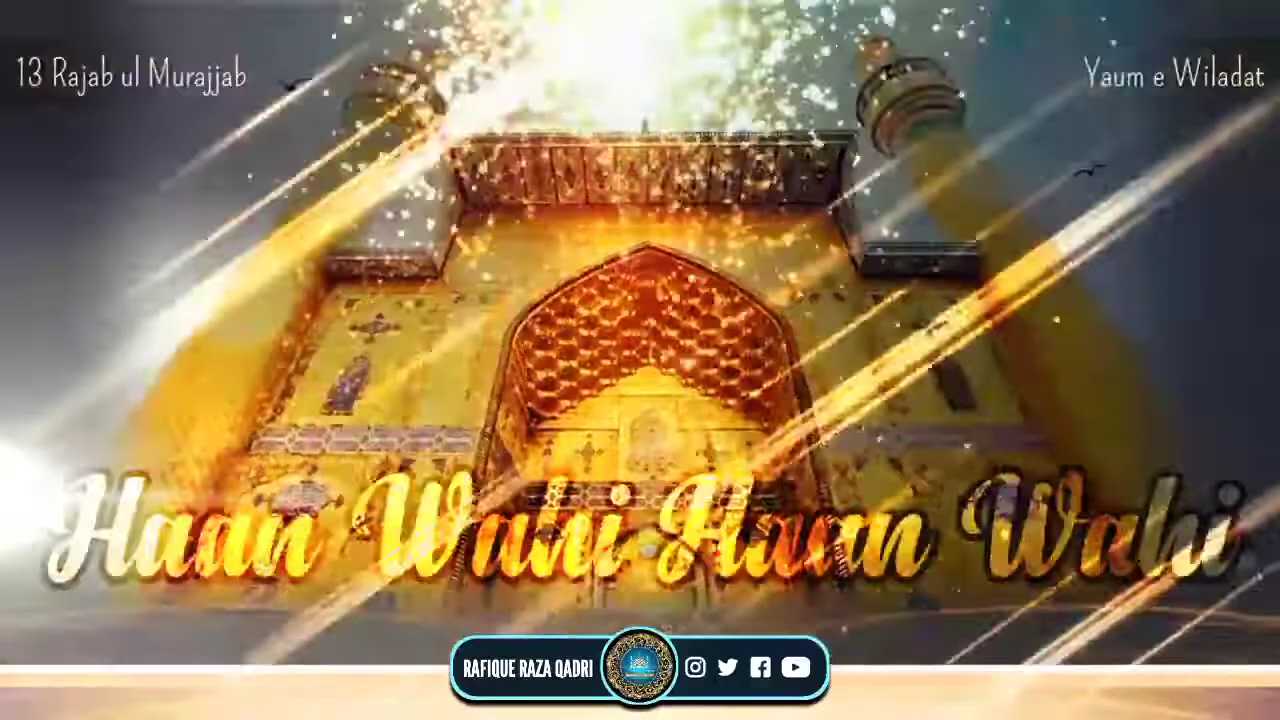 13 Rajab ul Murajjab
Yaum e Wiladat
Haan Wahi Haan Wahi
RAFIQUE RAZA QADRI